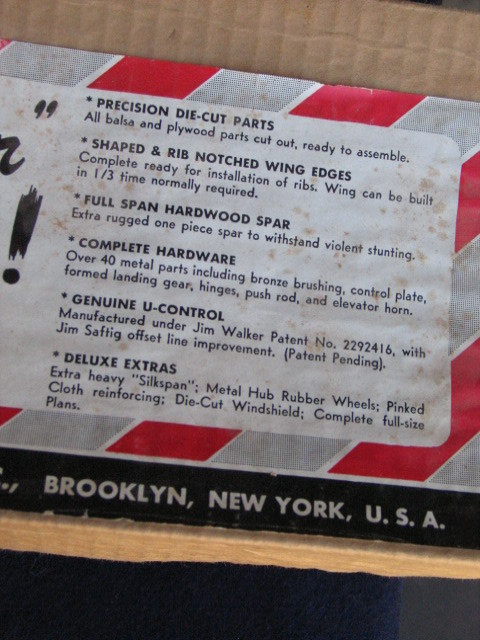 * PRECISION DIE-CUT PARTS
All balsa and plywood parts cut out, ready to assemble.
* SHAPED & RIB NOTCHED WING EDGES
Complete ready for installation of ribs. Wing can be built
in 1/3 time normally required.
* FULL SPAN HARDWOOD SPAR
Extra rugged one piece spar to withstand violent stunting.
* COMPLETE HARDWARE
Over 40 metal parts including bronze brushing, control plate,
formed landing gear, hinges, push rod, and elevator horn.
* GENUINE U-CONTROL
Manufactured under Jim Walker Patent No. 2292416, with
Jim Saftig offset line improvement. (Patent Pending).
* DELUXE EXTRAS
Extra heavy "Silkspan"; Metal Hub Rubber Wheels; Pinked
Cloth reinforcing; Die-Cut Windshield; Complete full-size
Plans.
BROOKLYN, NEW YORK, U. S. A.